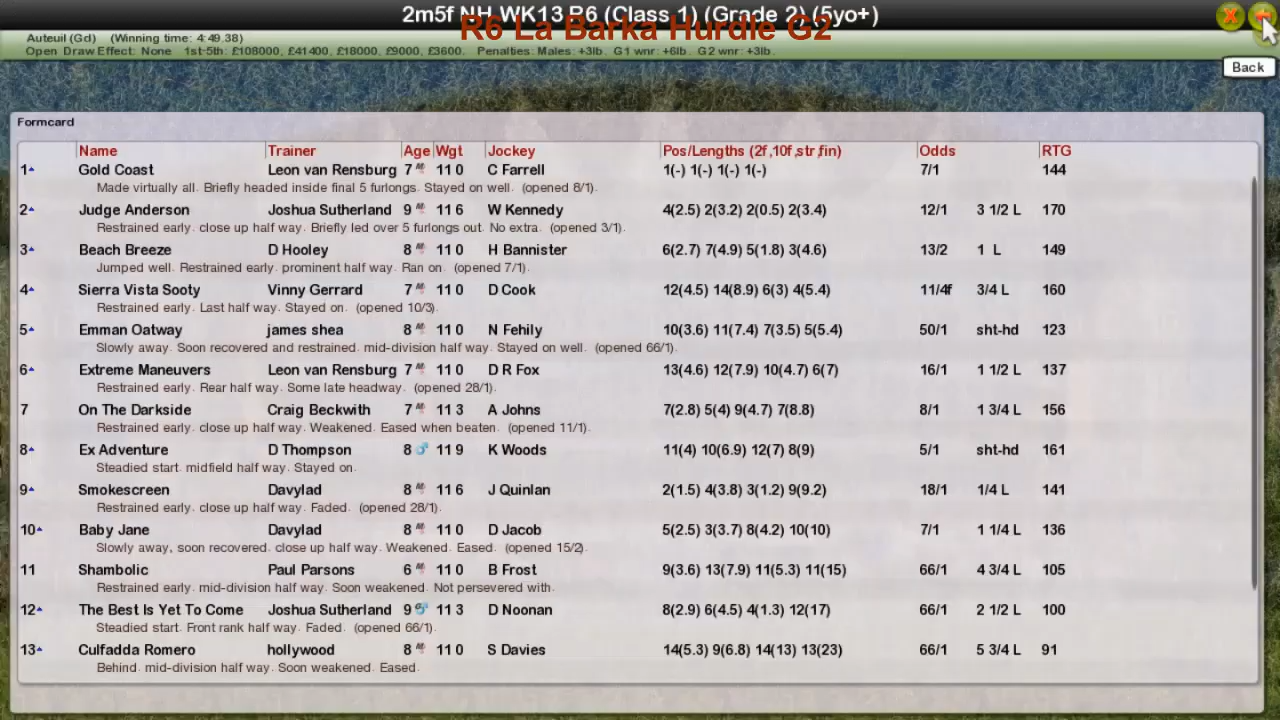 2m5f NH WK13 R6 (Class 1) (Grade 2) (5yo+)
R6 La Barka Hurdle G2
Auteuil (Gd) (Winning time: 4:49.38)
Open Draw Effect: None 1st-5th: £108000, £41400, £18000, £9000, £3600. Penalties: Males: +3lb. G1 wnr: +6lb. G2 wnr: +3lb.
Back
Formcard
Name Trainer Age Wgt Jockey Pos/Lengths (2f,10f,str,fin) Odds RTG
1 Gold Coast Leon van Rensburg 7 11 0 C Farrell 1(-) 1(-) 1(-) 1(-) 7/1 144
Made virtually all. Briefly headed inside final 5 furlongs. Stayed on well. (opened 8/1).
2 Judge Anderson Joshua Sutherland 9 11 6 W Kennedy 4(2.5) 2(3.2) 2(0.5) 2(3.4) 12/1 3 1/2 L 170
Restrained early. close up half way. Briefly led over 5 furlongs out. No extra. (opened 3/1).
3 Beach Breeze D Hooley 8 11 0 H Bannister 6(2.7) 7(4.9) 5(1.8) 3(4.6) 13/2 1 L 149
Jumped well. Restrained early. prominent half way. Ran on. (opened 7/1).
4 Sierra Vista Sooty Vinny Gerrard 7 11 0 D Cook 12(4.5) 14(8.9) 6(3) 4(5.4) 11/4f 3/4 L 160
Restrained early. Last half way. Stayed on. (opened 10/3).
5 Emman Oatway james shea 8 11 0 N Fehily 10(3.6) 11(7.4) 7(3.5) 5(5.4) 50/1 sht-hd 123
Slowly away. Soon recovered and restrained. mid-division half way. Stayed on well. (opened 66/1).
6 Extreme Maneuvers Leon van Rensburg 7 11 0 D R Fox 13(4.6) 12(7.9) 10(4.7) 6(7) 16/1 1 1/2 L 137
Restrained early. Rear half way. Some late headway. (opened 28/1).
7 On The Darkside Craig Beckwith 7 11 3 A Johns 7(2.8) 5(4) 9(4.7) 7(8.8) 8/1 1 3/4 L 156
Restrained early. close up half way. Weakened. Eased when beaten. (opened 11/1).
8 Ex Adventure D Thompson 8 11 9 K Woods 11(4) 10(6.9) 12(7) 8(9) 5/1 sht-hd 161
Steadied start. midfield half way. Stayed on.
9 Smokescreen Davylad 8 11 6 J Quinlan 2(1.5) 4(3.8) 3(1.2) 9(9.2) 18/1 1/4 L 141
Restrained early. close up half way. Faded. (opened 28/1).
10 Baby Jane Davylad 8 11 0 D Jacob 5(2.5) 3(3.7) 8(4.2) 10(10) 7/1 1 1/4 L 136
Slowly away, soon recovered. close up half way. Weakened. Eased. (opened 15/2).
11 Shambolic Paul Parsons 6 11 0 B Frost 9(3.6) 13(7.9) 11(5.3) 11(15) 66/1 4 3/4 L 105
Restrained early. mid-division half way. Soon weakened. Not persevered with.
12 The Best Is Yet To Come Joshua Sutherland 9 11 3 D Noonan 8(2.9) 6(4.5) 4(1.3) 12(17) 66/1 2 1/2 L 100
Steadied start. Front rank half way. Faded. (opened 66/1).
13 Culfadda Romero hollywood 8 11 0 S Davies 14(5.3) 9(6.8) 14(13) 13(23) 66/1 5 3/4 L 91
Behind. mid-division half way. Soon weakened. Eased.